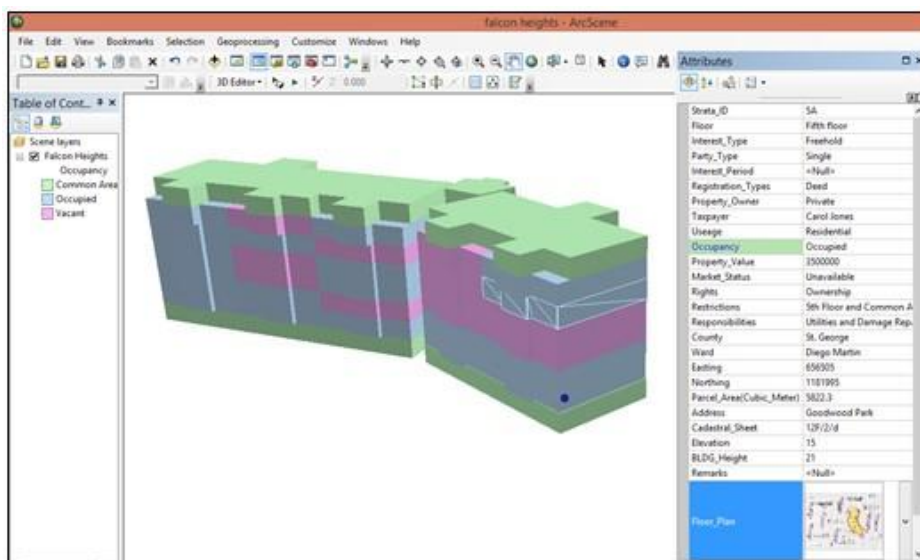 falcon heights - ArcScene
File Edit View Bookmarks Selection Geoprocessing Customize Windows Help
3D Editor
0.000
Attributes
Table of Cont...
Scene layers
Falcon Heights
Occupancy
Common Area
Occupied
Vacant
Strata_ID 5A
Floor Fifth floor
Interest_Type Freehold
Party_Type Single
Interest_Period <Null>
Registration_Types Deed
Property_Owner Private
Taxpayer Carol Jones
Useage Residential
Occupancy Occupied
Property_Value 3500000
Market_Status Unavailable
Rights Ownership
Restrictions 5th Floor and Common A
Responsibilities Utilities and Damage Rep
County St. George
Ward Diego Martin
Easting 656505
Northing 1181995
Parcel_Area(Cubic_Meter) 5822.3
Address Goodwood Park
Cadastral_Sheet 12F/2/d
Elevation 15
BLDG_Height 21
Remarks <Null>
Floor_Plan